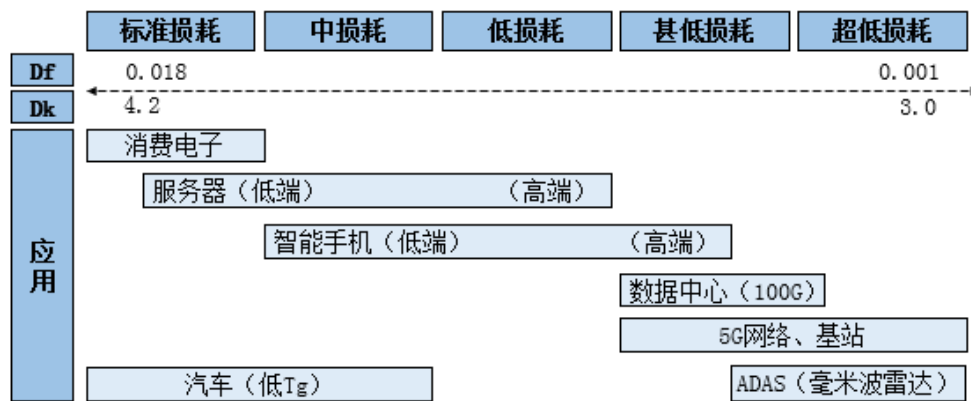 标准损耗 中损耗 低损耗 甚低损耗 超低损耗
Df 0.018 0.001
Dk 4.2 3.0
应用
消费电子
服务器（低端） （高端）
智能手机（低端） （高端）
数据中心（100G）
5G网络、基站
汽车（低Tg） ADAS（毫米波雷达）